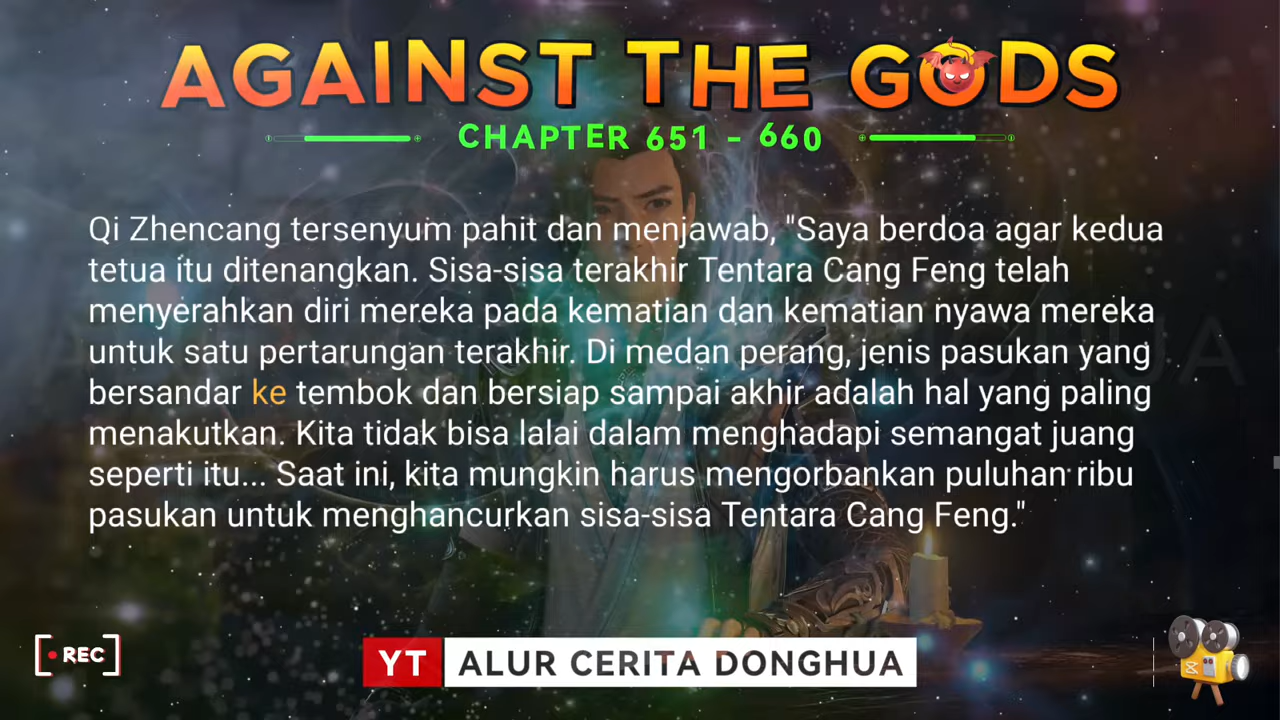 AGAINST THE GODS
CHAPTER 651 - 660
Qi Zhencang tersenyum pahit dan menjawab, "Saya berdoa agar kedua
tetua itu ditenangkan. Sisa-sisa terakhir Tentara Cang Feng telah
menyerahkan diri mereka pada kematian dan kematian nyawa mereka
untuk satu pertarungan terakhir. Di medan perang, jenis pasukan yang
bersandar ke tembok dan bersiap sampai akhir adalah hal yang paling
menakutkan. Kita tidak bisa lalai dalam menghadapi semangat juang
seperti itu... Saat ini, kita mungkin harus mengorbankan puluhan ribu
pasukan untuk menghancurkan sisa-sisa Tentara Cang Feng."
REC
YT ALUR CERITA DONGHUA